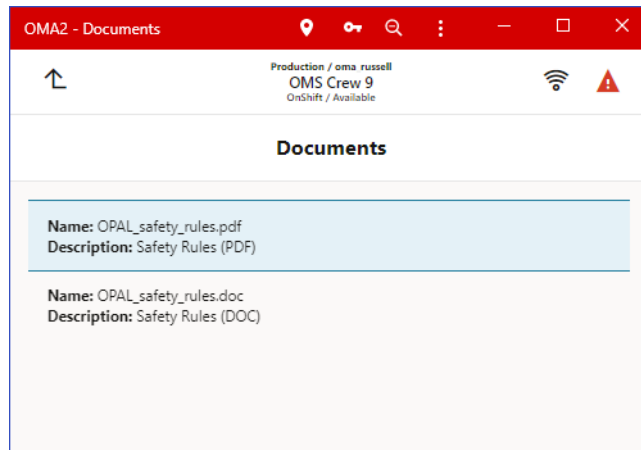 OMA2 - Documents
Production / oma russell
OMS Crew 9
OnShift / Available
Documents
Name: OPAL_safety_rules.pdf
Description: Safety Rules (PDF)
Name: OPAL_safety_rules.doc
Description: Safety Rules (DOC)